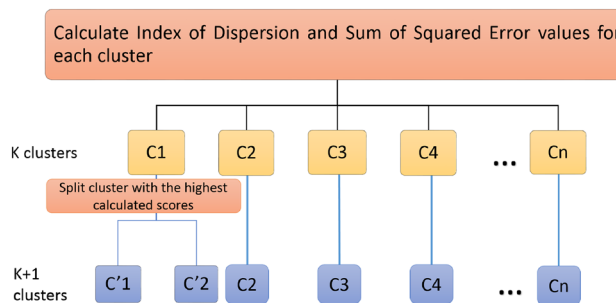 Calculate Index of Dispersion and Sum of Squared Error values for
each cluster
K clusters
C1
C2
C3
C4
...
Cn
Split cluster with the highest
calculated scores
K+1
clusters
C'1
C'2
C2
C3
C4
...
Cn